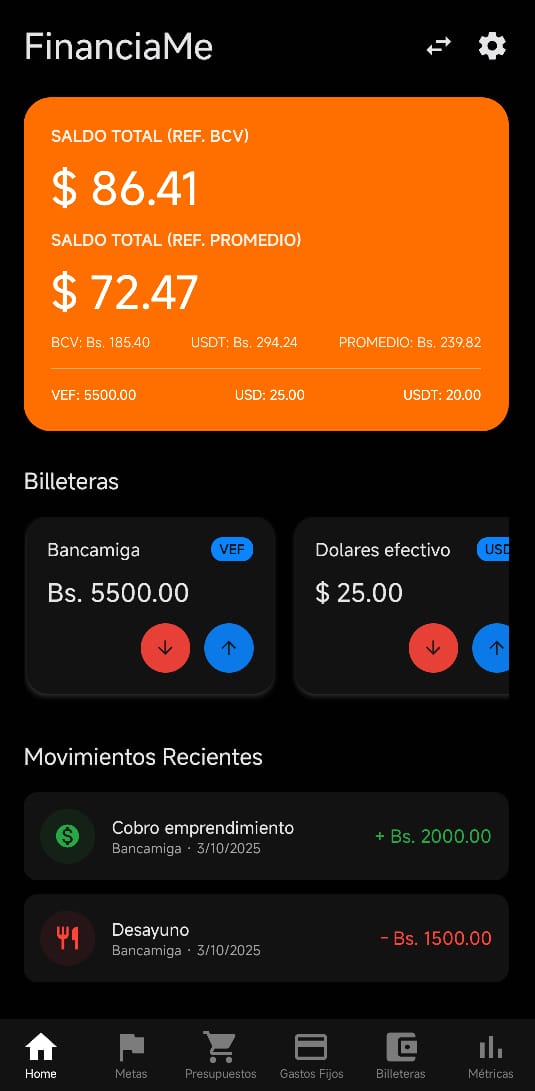 FinanciaMe
SALDO TOTAL (REF. BCV)
$ 86.41
SALDO TOTAL (REF. PROMEDIO)
$ 72.47
BCV: Bs. 185.40 USDT: Bs. 294.24 PROMEDIO: Bs. 239.82
VEF: 5500.00 USD: 25.00 USDT: 20.00
Billeteras
Bancamiga VEF
Bs. 5500.00
Dolares efectivo USD
$ 25.00
Movimientos Recientes
Cobro emprendimiento
Bancamiga · 3/10/2025
+ Bs. 2000.00
Desayuno
Bancamiga · 3/10/2025
- Bs. 1500.00
Home Metas Presupuestos Gastos Fijos Billeteras Métricas